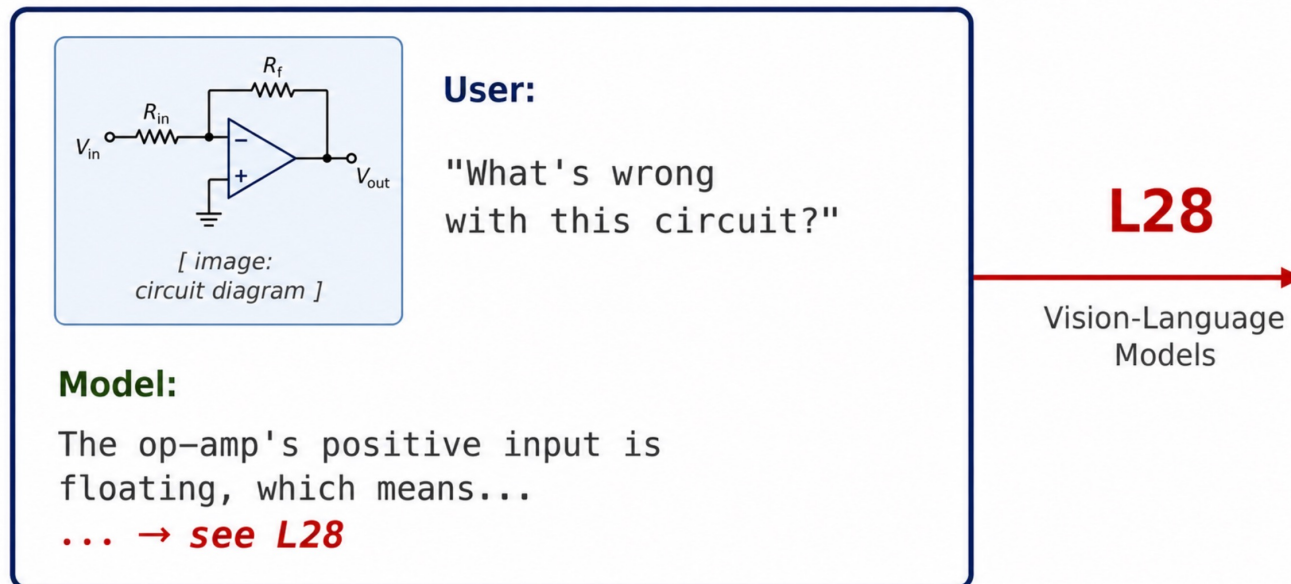 R_f
R_in
V_in
−
+
V_out
[ image:
circuit diagram ]
User:
"What's wrong
with this circuit?"
Model:
The op−amp's positive input is
floating, which means...
... → see L28
L28
Vision-Language
Models